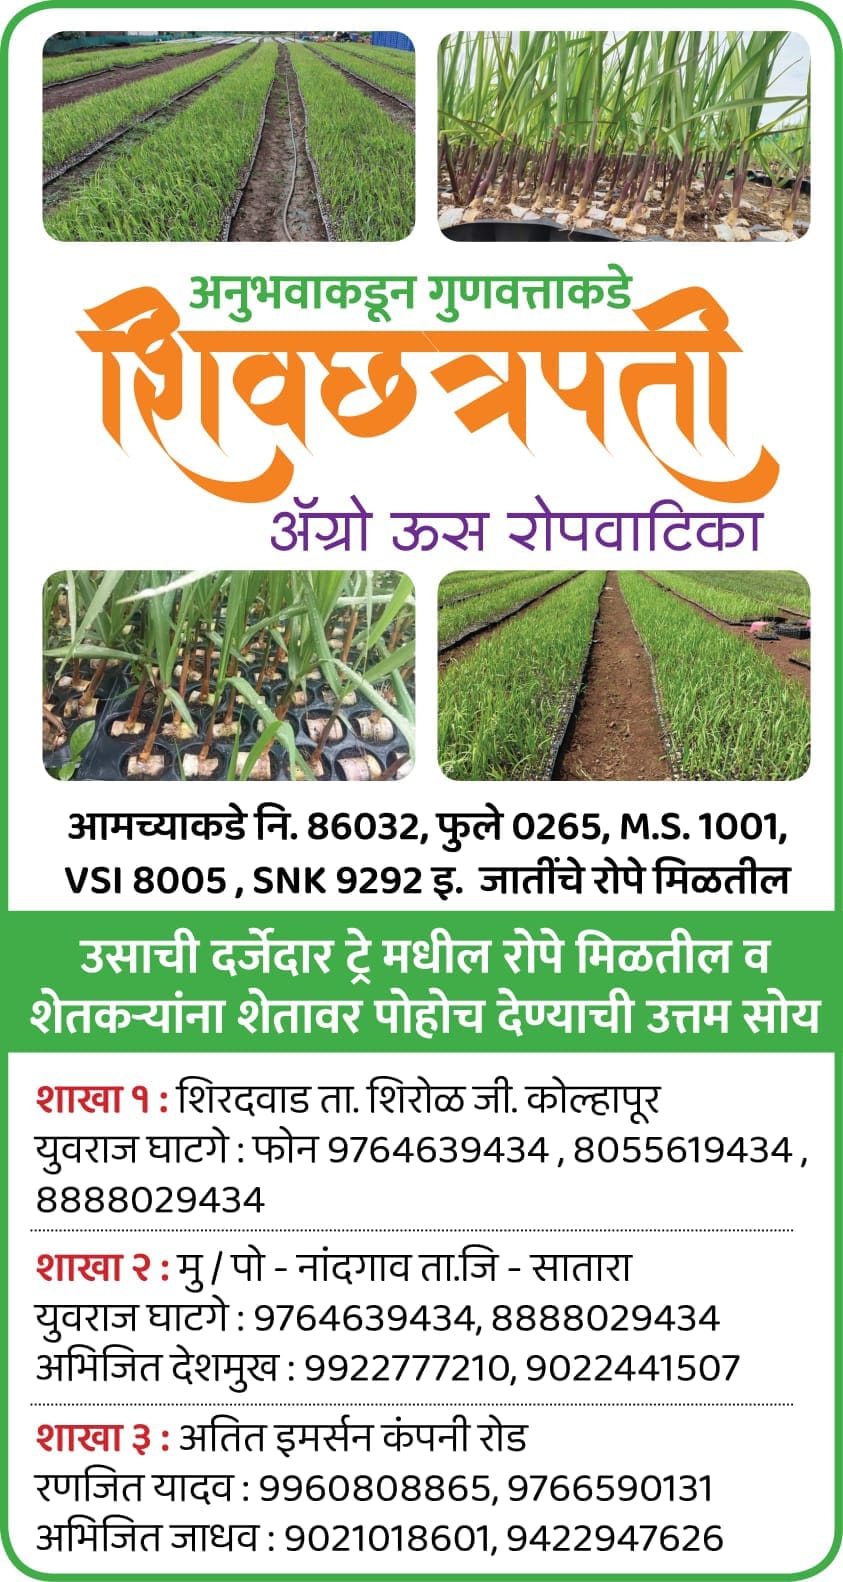 अनुभवाकडून गुणवत्ताकडे
शिवछत्रपती
ॲग्रो ऊस रोपवाटिका
आमच्याकडे नि. 86032, फुले 0265, M.S. 1001,
VSI 8005 , SNK 9292 इ. जातींचे रोपे मिळतील
उसाची दर्जेदार ट्रे मधील रोपे मिळतील व
शेतकऱ्यांना शेतावर पोहोच देण्याची उत्तम सोय
शाखा १ : शिरदवाड ता. शिरोळ जी. कोल्हापूर
युवराज घाटगे : फोन 9764639434 , 8055619434 ,
8888029434
शाखा २ : मु / पो - नांदगाव ता.जि - सातारा
युवराज घाटगे : 9764639434, 8888029434
अभिजित देशमुख : 9922777210, 9022441507
शाखा ३ : अतित इमर्सन कंपनी रोड
रणजित यादव : 9960808865, 9766590131
अभिजित जाधव : 9021018601, 9422947626